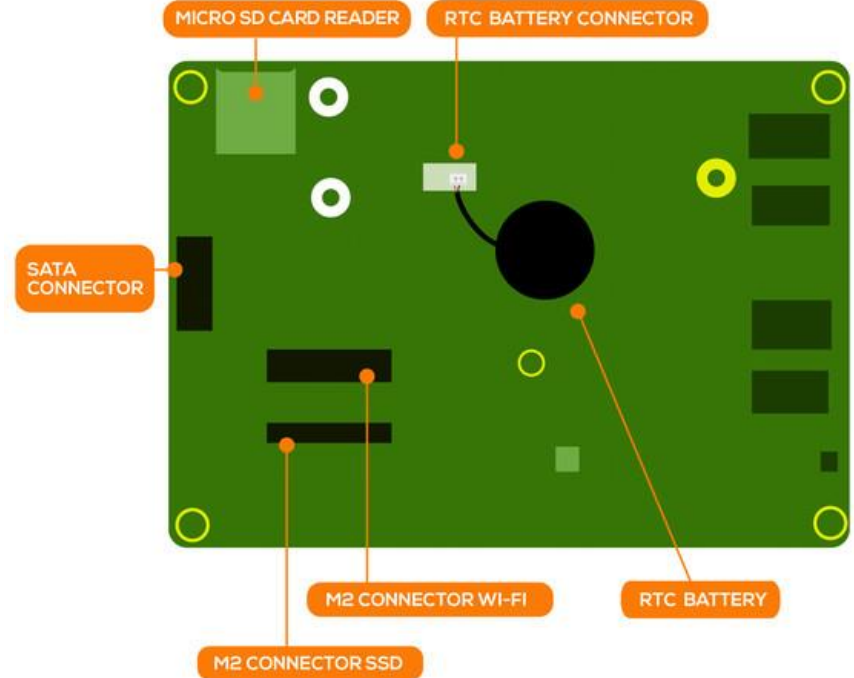 MICRO SD CARD READER
RTC BATTERY CONNECTOR
SATA
CONNECTOR
M2 CONNECTOR WI-FI
RTC BATTERY
M2 CONNECTOR SSD